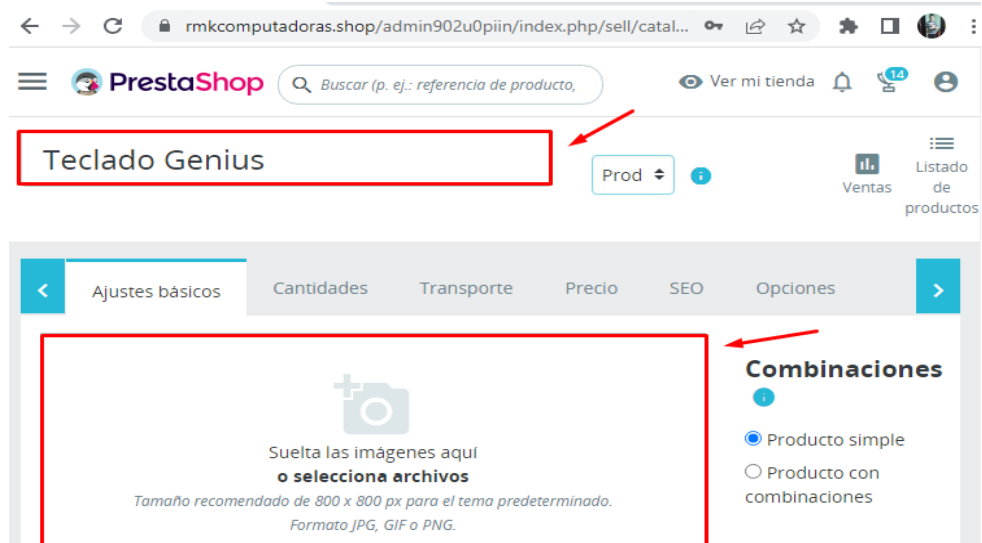 rmkcomputadoras.shop/admin902u0piin/index.php/sell/catal...
PrestaShop
Buscar (p. ej.: referencia de producto,
Ver mi tienda
14
Teclado Genius
Prod
i
Ventas
Listado
de
productos
Ajustes básicos
Cantidades
Transporte
Precio
SEO
Opciones
Suelta las imágenes aquí
o selecciona archivos
Tamaño recomendado de 800 x 800 px para el tema predeterminado.
Formato JPG, GIF o PNG.
Combinaciones
i
Producto simple
Producto con
combinaciones